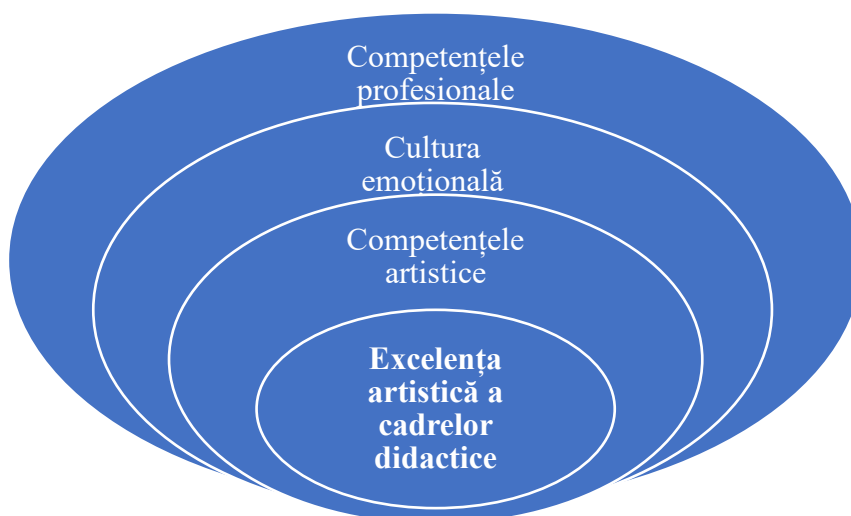 Competențele
profesionale
Cultura
emoțională
Competențele
artistice
Excelența
artistică a
cadrelor
didactice